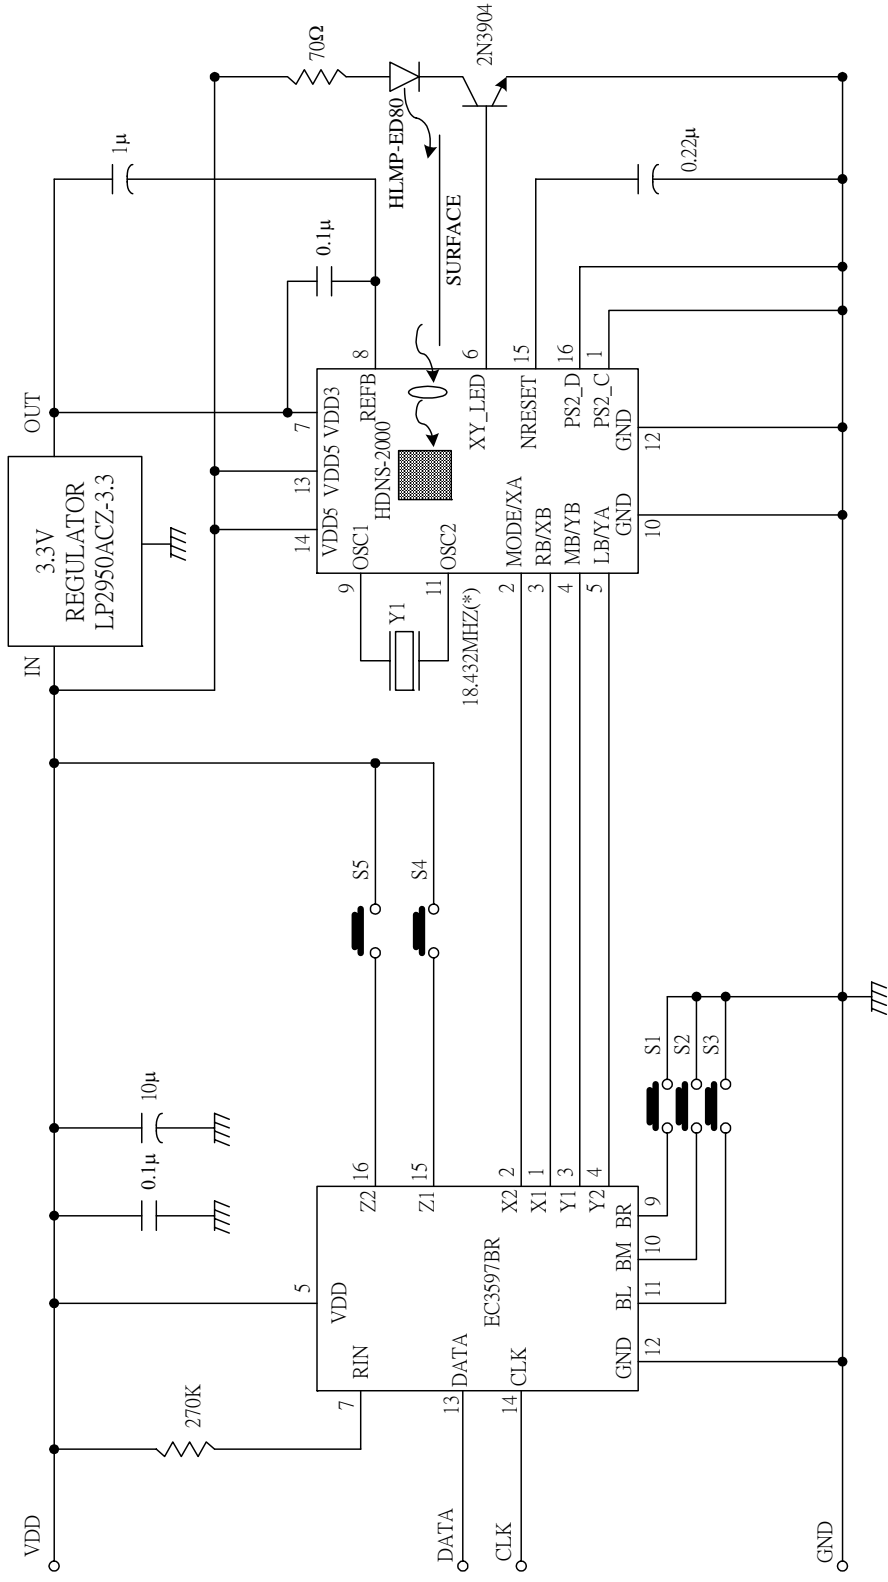 VDD
DATA
CLK
GND
270K
7
RIN
5
VDD
13
DATA
14
CLK
EC3597BR
Z2
16
Z1
15
X2
2
X1
1
Y1
3
Y2
4
BR
9
BM
10
BL
11
GND
12
0.1µ
10µ
S5
S4
S1
S2
S3
IN
3.3V
REGULATOR
LP2950ACZ-3.3
OUT
14
VDD5
13
VDD5
7
VDD3
HDNS-2000
9
OSC1
11
OSC2
Y1
18.432MHZ(*)
2
MODE/XA
3
RB/XB
4
MB/YB
5
LB/YA
REFB
8
XY_LED
6
NRESET
15
PS2_D
16
PS2_C
1
GND
10
GND
12
0.1µ
1µ
SURFACE
HLMP-ED80
70Ω
2N3904
0.22µ